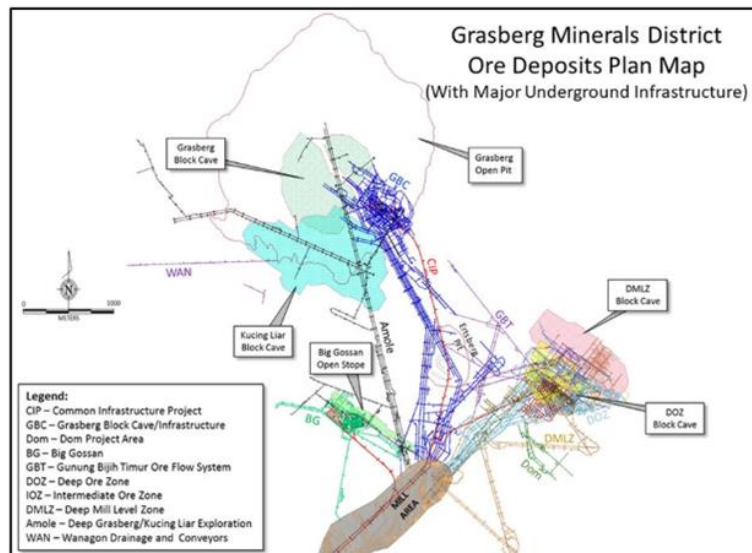 Grasberg Minerals District
Ore Deposits Plan Map
(With Major Underground Infrastructure)
Grasberg
Block Cave
Grasberg
Open Pit
GBC
CIP
WAN
N
0
1000
METERS
Kucing Liar
Block Cave
Amole
GBT
Ertsberg
Pit
DMLZ
Block Cave
Big Gossan
Open Stope
BG
DOZ
DOZ
Block Cave
DMLZ
Dom
MILL
AREA
Legend:
CIP – Common Infrastructure Project
GBC – Grasberg Block Cave/Infrastructure
Dom – Dom Project Area
BG – Big Gossan
GBT – Gunung Bijih Timur Ore Flow System
DOZ – Deep Ore Zone
IOZ – Intermediate Ore Zone
DMLZ – Deep Mill Level Zone
Amole – Deep Grasberg/Kucing Liar Exploration
WAN – Wanagon Drainage and Conveyors